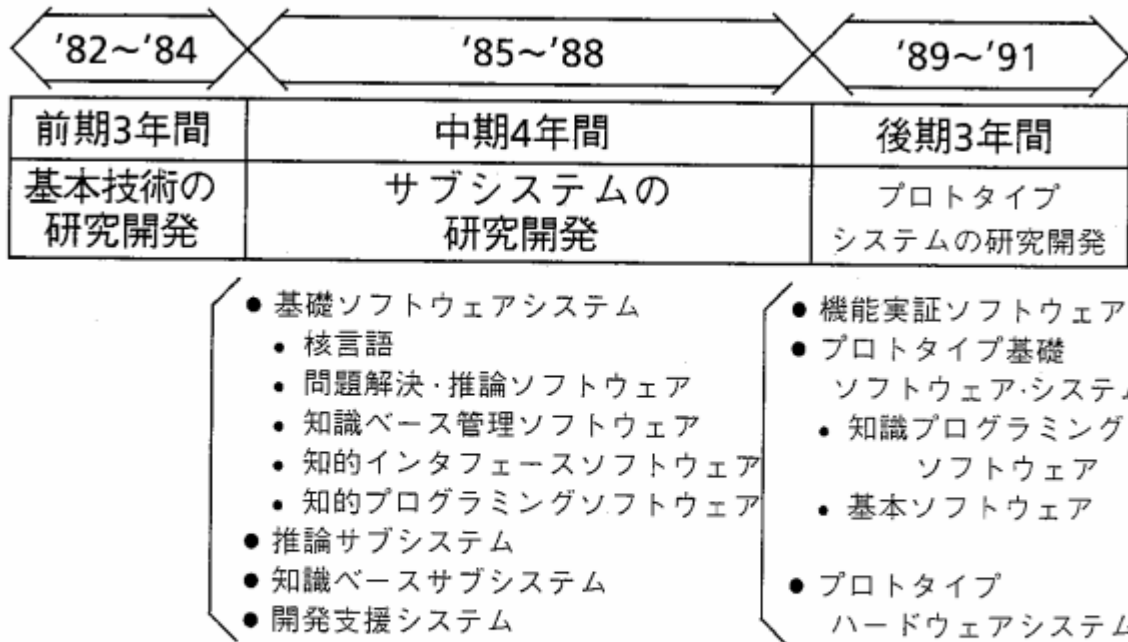 '82~'84
'85~'88
'89~'91
前期3年間
中期4年間
後期3年間
基本技術の
研究開発
サブシステムの
研究開発
プロトタイプ
システムの研究開発
● 基礎ソフトウェアシステム
• 核言語
• 問題解決·推論ソフトウェア
• 知識ベース管理ソフトウェア
• 知的インタフェースソフトウェア
• 知的プログラミングソフトウェア
● 推論サブシステム
● 知識ベースサブシステム
● 開発支援システム
● 機能実証ソフトウェア
● プロトタイプ基礎
ソフトウェア·システム
• 知識プログラミング
ソフトウェア
• 基本ソフトウェア
● プロトタイプ
ハードウェアシステム